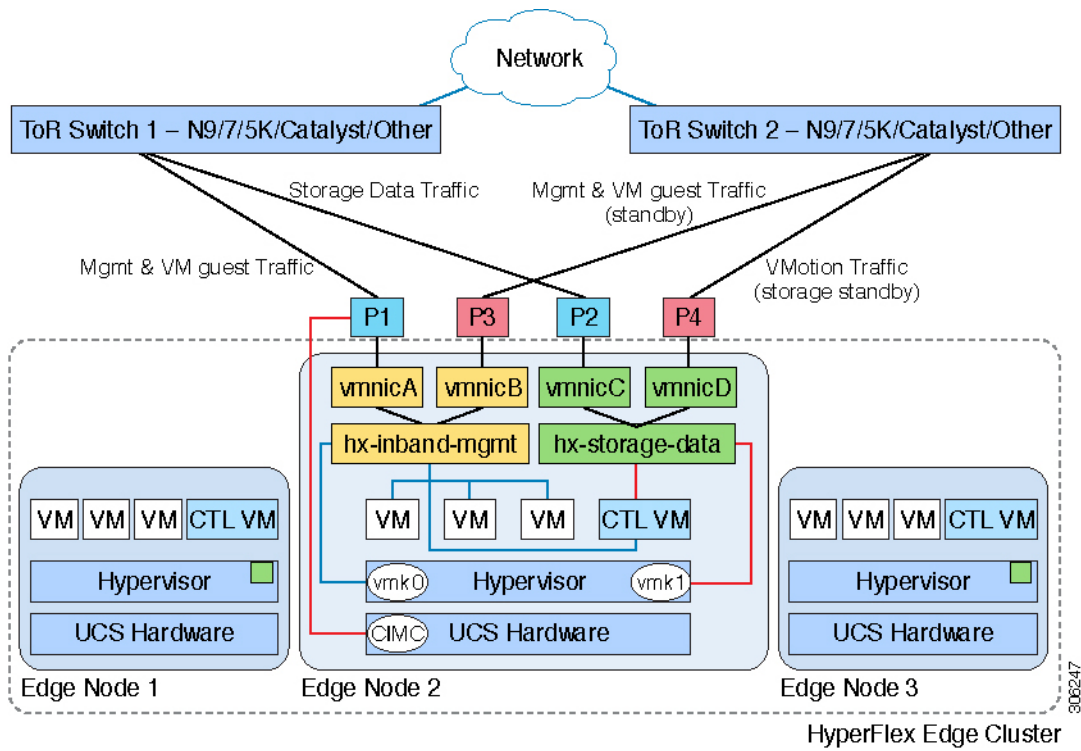 Network
ToR Switch 1 – N9/7/5K/Catalyst/Other
ToR Switch 2 – N9/7/5K/Catalyst/Other
Storage Data Traffic
Mgmt & VM guest Traffic
(standby)
Mgmt & VM guest Traffic
VMotion Traffic
(storage standby)
P1
P3
P2
P4
vmnicA
vmnicB
vmnicC
vmnicD
hx-inband-mgmt
hx-storage-data
VM
VM
VM
CTL VM
Hypervisor
UCS Hardware
Edge Node 1
VM
VM
VM
CTL VM
vmk0
Hypervisor
vmk1
CIMC
UCS Hardware
Edge Node 2
VM
VM
VM
CTL VM
Hypervisor
UCS Hardware
Edge Node 3
306247
HyperFlex Edge Cluster